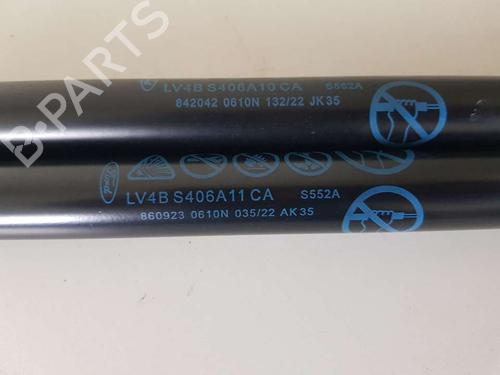 LV4B S406A10 CA S552A
842042 0610N 132/22 JK35
Ford
LV4B S406A11 CA S552A
860923 0610N 035/22 AK35
B-PARTS